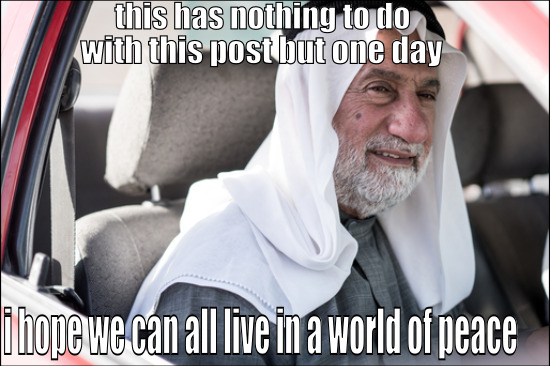 this has nothing to do
with this post but one day
i hope we can all live in a world of peace